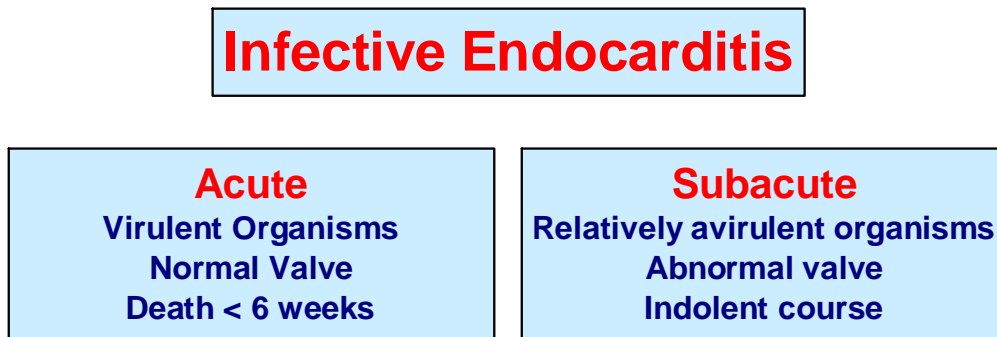 Infective Endocarditis
Acute
Virulent Organisms
Normal Valve
Death < 6 weeks
Subacute
Relatively avirulent organisms
Abnormal valve
Indolent course